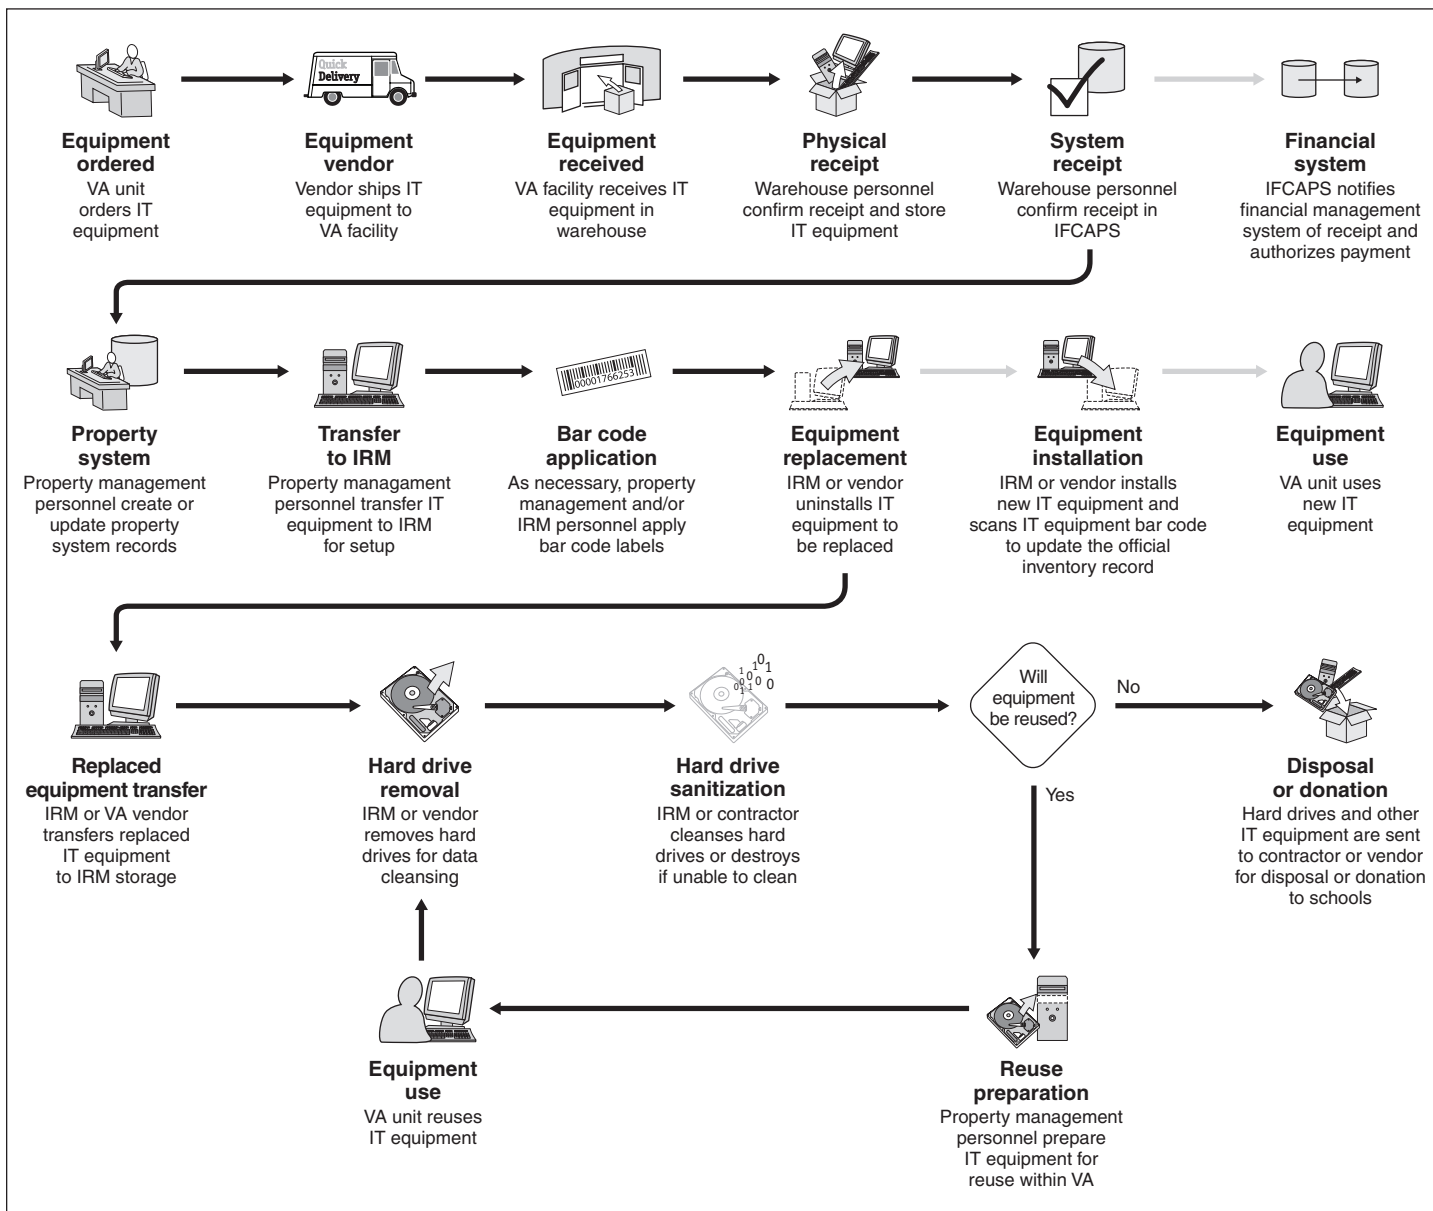 Quick
Delivery
Equipment
ordered
VA unit
orders IT
equipment
Equipment
vendor
Vendor ships IT
equipment to
VA facility
Equipment
received
VA facility receives IT
equipment in
warehouse
Physical
receipt
Warehouse personnel
confirm receipt and store
IT equipment
System
receipt
Warehouse personnel
confirm receipt in
IFCAPS
Financial
system
IFCAPS notifies
financial management
system of receipt and
authorizes payment
Property
system
Property management
personnel create or
update property
system records
Transfer
to IRM
Property managament
personnel transfer IT
equipment to IRM
for setup
00001766253
Bar code
application
As necessary, property
management and/or
IRM personnel apply
bar code labels
Equipment
replacement
IRM or vendor
uninstalls IT
equipment to
be replaced
Equipment
installation
IRM or vendor installs
new IT equipment and
scans IT equipment bar code
to update the official
inventory record
Equipment
use
VA unit uses
new IT
equipment
Replaced
equipment transfer
IRM or VA vendor
transfers replaced
IT equipment
to IRM storage
Hard drive
removal
IRM or vendor
removes hard
drives for data
cleansing
Hard drive
sanitization
IRM or contractor
cleanses hard
drives or destroys
if unable to clean
Will
equipment
be reused?
No
Yes
Disposal
or donation
Hard drives and other
IT equipment are sent
to contractor or vendor
for disposal or donation
to schools
Equipment
use
VA unit reuses
IT equipment
Reuse
preparation
Property management
personnel prepare
IT equipment for
reuse within VA